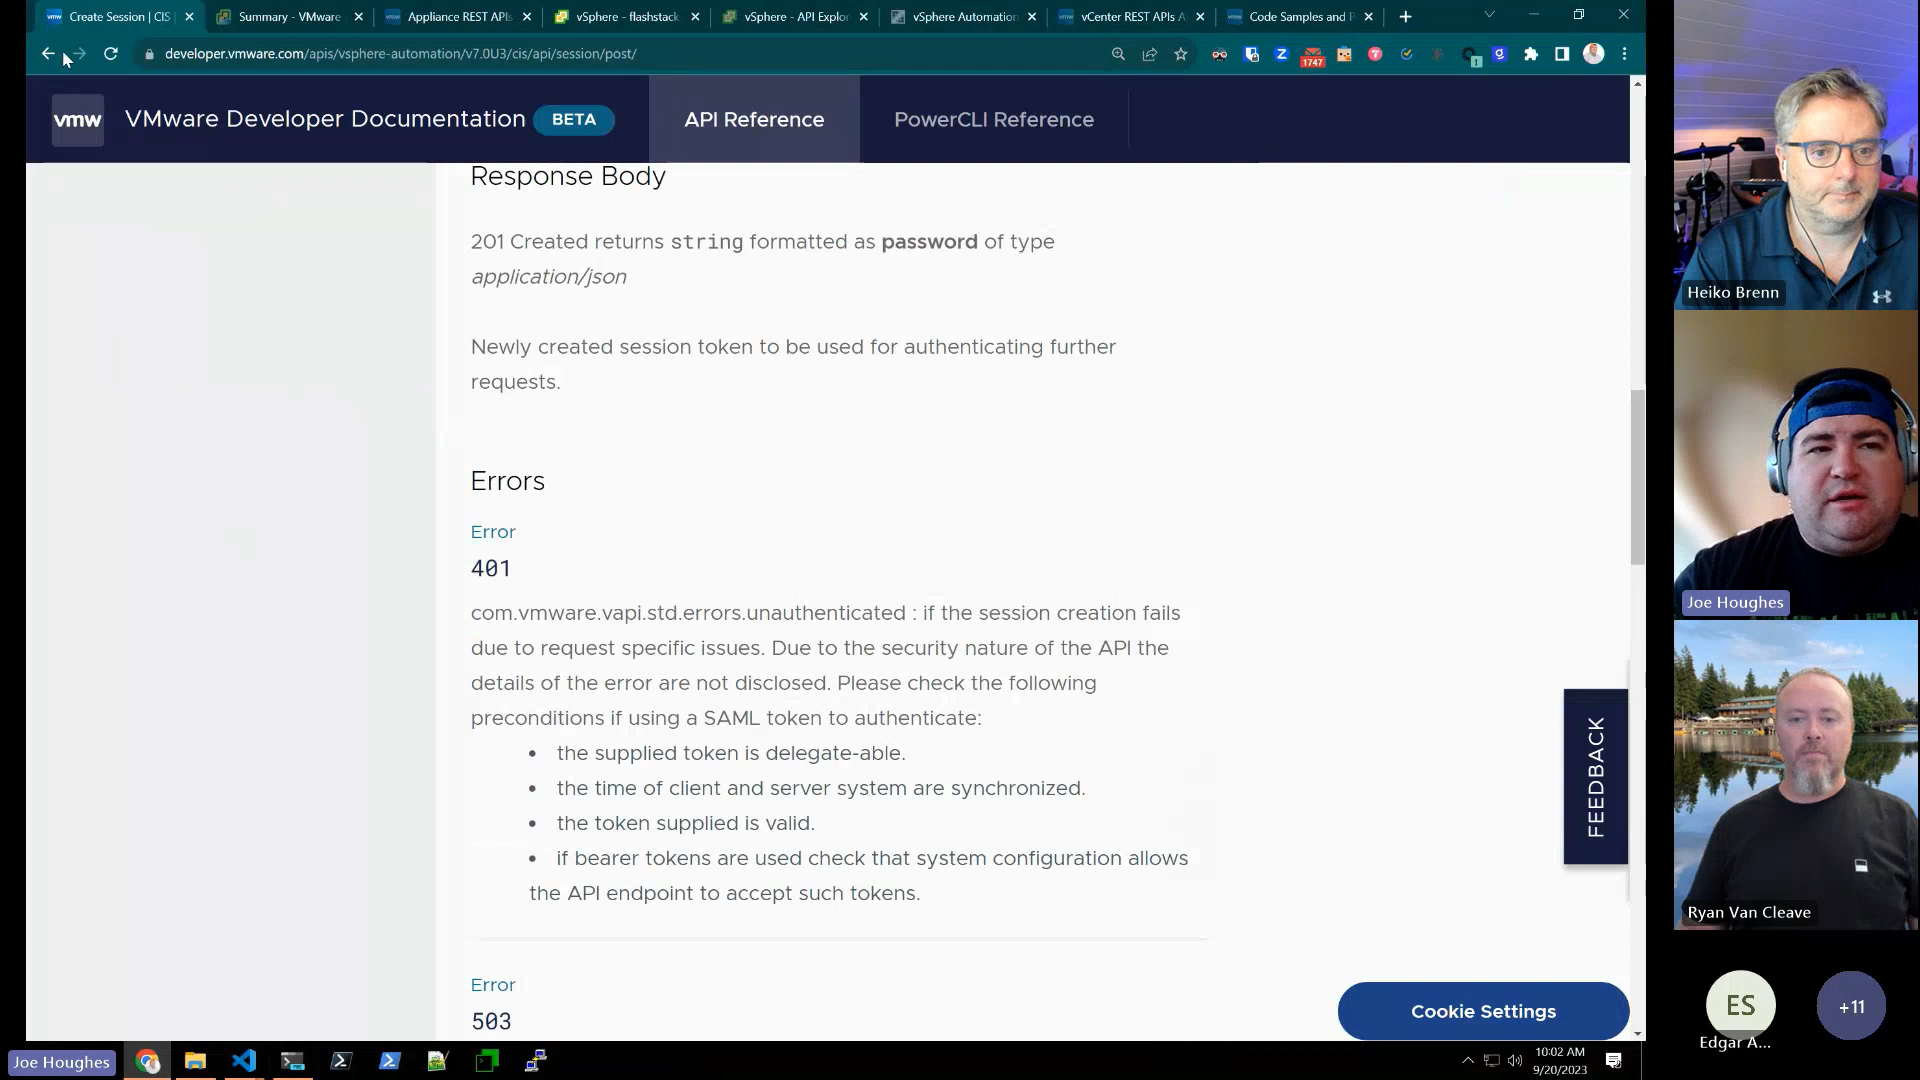 Create Session | CIS
Summary - VMware
Appliance REST APIs
vSphere - flashstack
vSphere - API Explor
vSphere Automation
vCenter REST APIs A
Code Samples and P
developer.vmware.com/apis/vsphere-automation/v7.0U3/cis/api/session/post/
1747
vmw
VMware Developer Documentation
BETA
API Reference
PowerCLI Reference
Response Body
201 Created returns string formatted as password of type
application/json
Newly created session token to be used for authenticating further
requests.
Errors
Error
401
com.vmware.vapi.std.errors.unauthenticated : if the session creation fails
due to request specific issues. Due to the security nature of the API the
details of the error are not disclosed. Please check the following
preconditions if using a SAML token to authenticate:
• the supplied token is delegate-able.
• the time of client and server system are synchronized.
• the token supplied is valid.
• if bearer tokens are used check that system configuration allows
the API endpoint to accept such tokens.
Error
503
FEEDBACK
Cookie Settings
Heiko Brenn
Joe Houghes
Ryan Van Cleave
ES
Edgar A...
+11
Joe Houghes
10:02 AM
9/20/2023